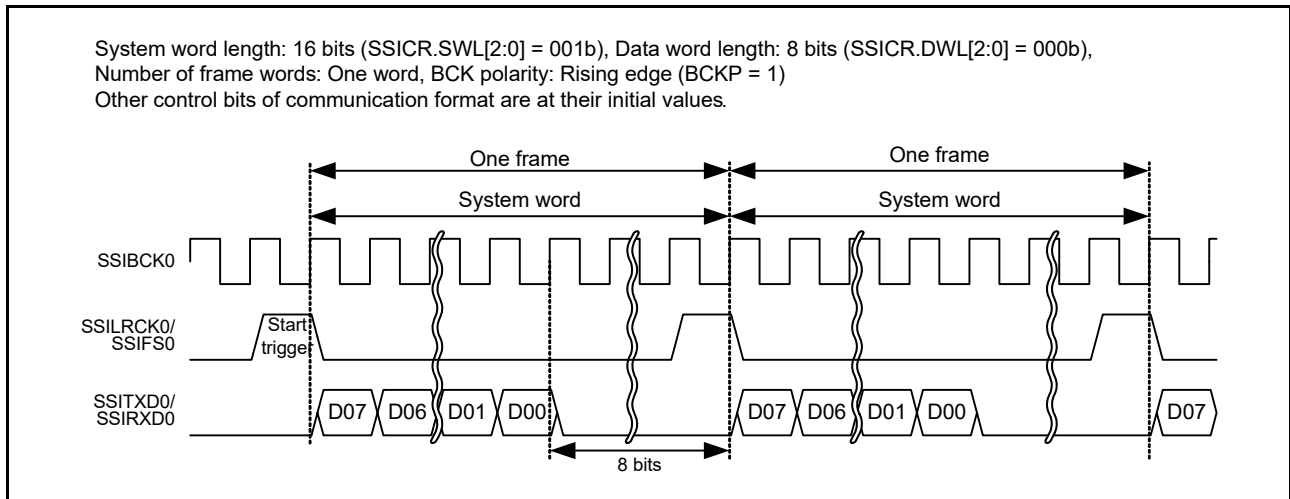 System word length: 16 bits (SSICR.SWL[2:0] = 001b), Data word length: 8 bits (SSICR.DWL[2:0] = 000b),
Number of frame words: One word, BCK polarity: Rising edge (BCKP = 1)
Other control bits of communication format are at their initial values.
One frame
One frame
System word
System word
SSIBCK0
SSILRCK0/
SSIFS0
Start
trigger
SSITXD0/
SSIRXD0
D07
D06
D01
D00
D07
D06
D01
D00
D07
8 bits